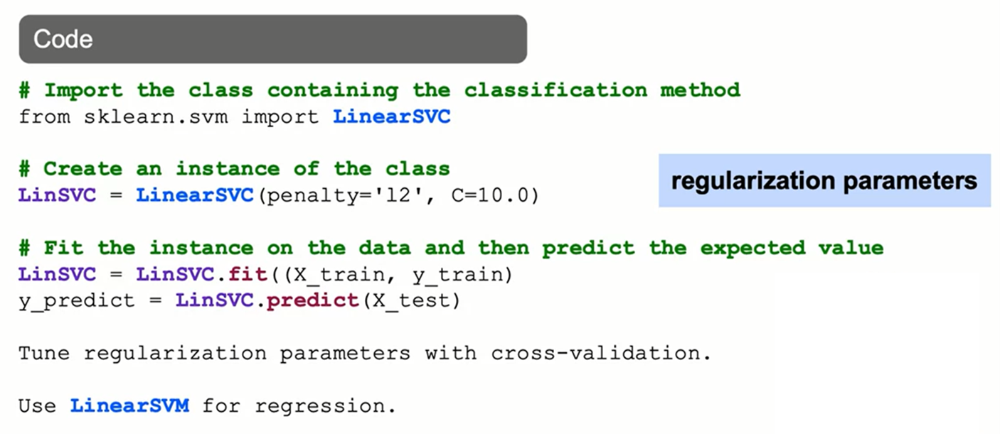 Code
# Import the class containing the classification method
from sklearn.svm import LinearSVC
# Create an instance of the class
LinSVC = LinearSVC(penalty='l2', C=10.0)
regularization parameters
# Fit the instance on the data and then predict the expected value
LinSVC = LinSVC.fit((X_train, y_train)
y_predict = LinSVC.predict(X_test)
Tune regularization parameters with cross-validation.
Use LinearSVM for regression.